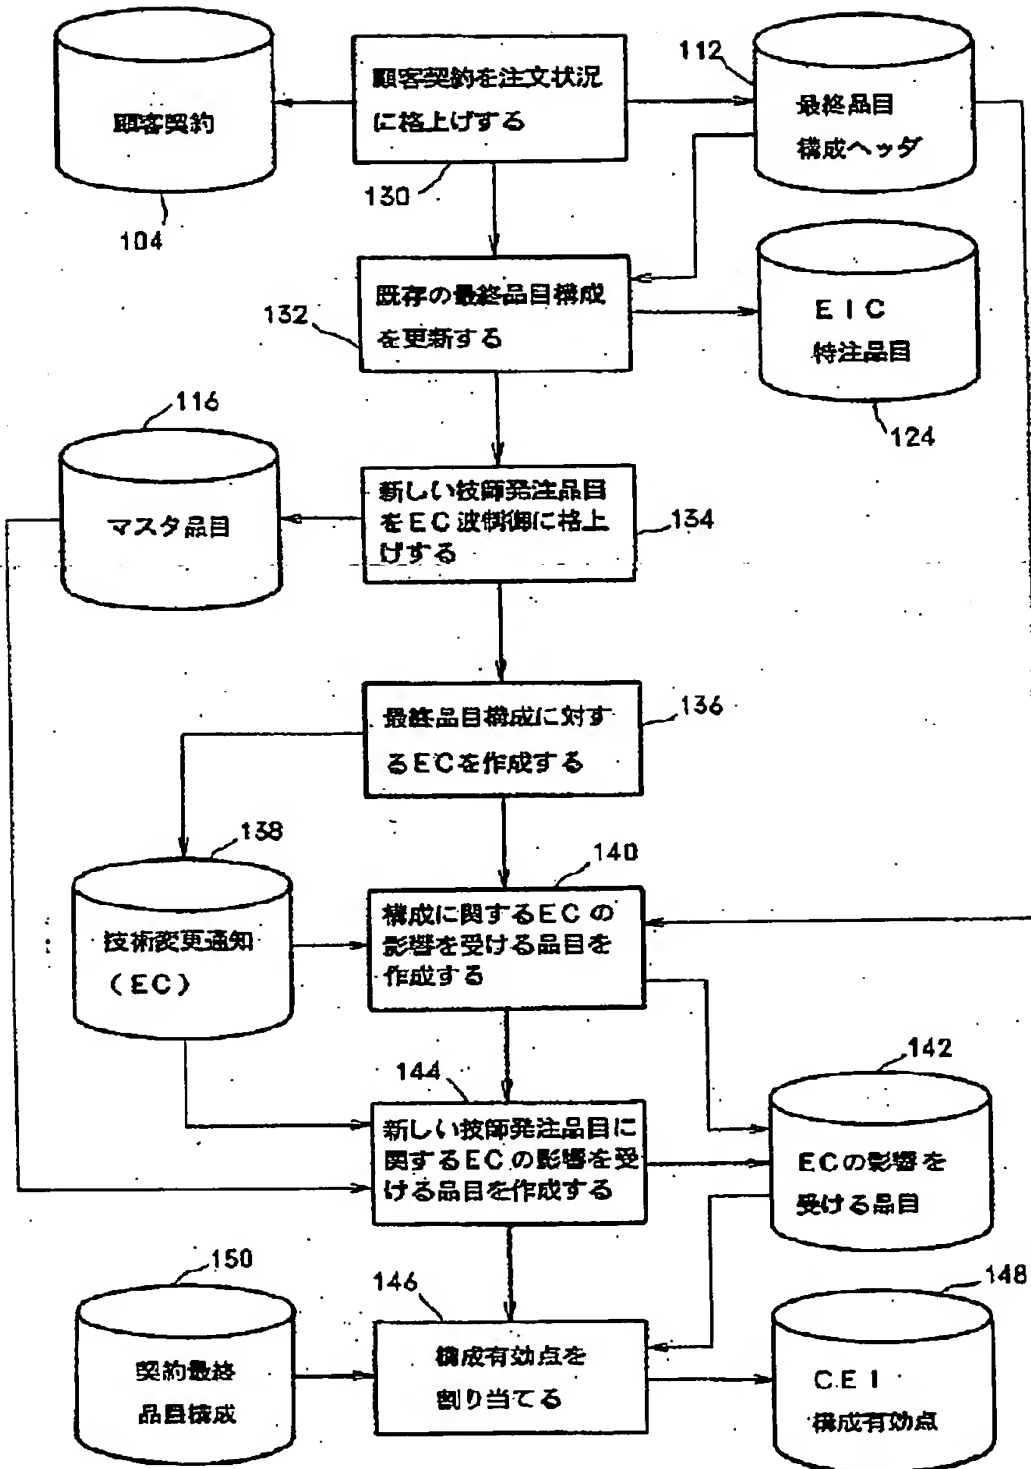 顧客契約
104
顧客契約を注文状況
に格上げする
130
112
最終品目
構成ヘッダ
132
既存の最終品目構成
を更新する
EIC
特注品目
124
116
マスタ品目
新しい技師発注品目
をEC波制御に格上
げする
134
最終品目構成に対す
るECを作成する
136
138
技術変更通知
(EC)
140
構成に関するECの
影響を受ける品目を
作成する
142
ECの影響を
受ける品目
144
新しい技師発注品目に
関するECの影響を受
ける品目を作成する
150
契約最終
品目構成
146
構成有効点を
割り当てる
148
CEI
構成有効点